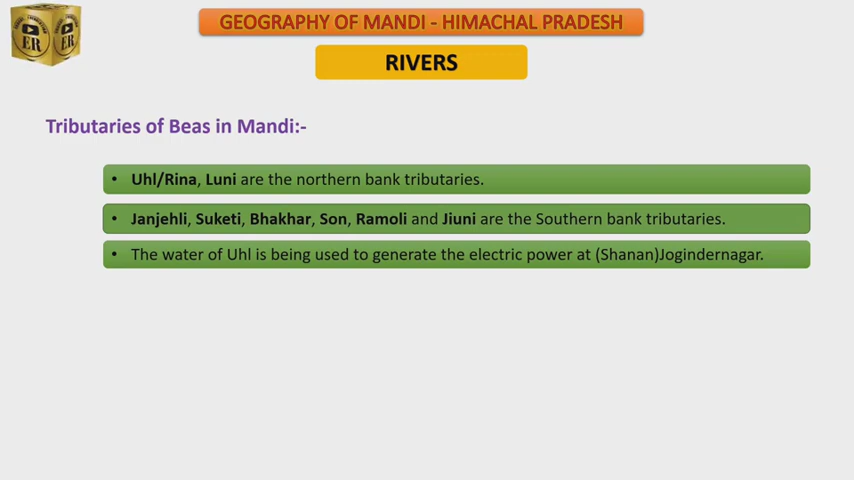 GEOGRAPHY OF MANDI - HIMACHAL PRADESH
RIVERS
ER
ER
Tributaries of Beas in Mandi:-
• Uhl/Rina, Luni are the northern bank tributaries.
• Janjehli, Suketi, Bhakhar, Son, Ramoli and Jiuni are the Southern bank tributaries.
• The water of Uhl is being used to generate the electric power at (Shanan)Jogindernagar.